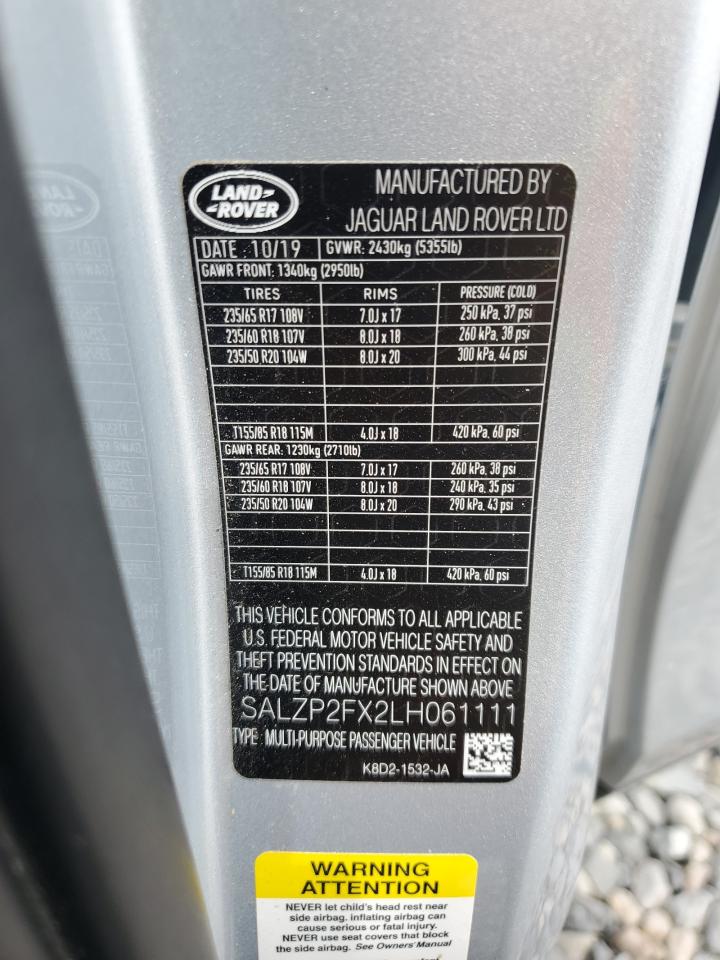 LAND-
ROVER
MANUFACTURED BY
JAGUAR LAND ROVER LTD
DATE 10/19 GVWR: 2430kg (5355lb)
GAWR FRONT: 1340kg (2950lb)
TIRES RIMS PRESSURE (COLD)
235/65 R17 108V 7.0J x 17 250 kPa, 37 psi
235/60 R18 107V 8.0J x 18 260 kPa, 38 psi
235/50 R20 104W 8.0J x 20 300 kPa, 44 psi
T155/85 R18 115M 4.0J x 18 420 kPa, 60 psi
GAWR REAR: 1230kg (2710lb)
235/65 R17 108V 7.0J x 17 260 kPa, 38 psi
235/60 R18 107V 8.0J x 18 240 kPa, 35 psi
235/50 R20 104W 8.0J x 20 290 kPa, 43 psi
T155/85 R18 115M 4.0J x 18 420 kPa, 60 psi
THIS VEHICLE CONFORMS TO ALL APPLICABLE
U.S. FEDERAL MOTOR VEHICLE SAFETY AND
THEFT PREVENTION STANDARDS IN EFFECT ON
THE DATE OF MANUFACTURE SHOWN ABOVE
SALZP2FX2LH061111
TYPE: MULTI-PURPOSE PASSENGER VEHICLE
K8D2-1532-JA
WARNING
ATTENTION
NEVER let child's head rest near
side airbag. inflating airbag can
cause serious or fatal injury.
NEVER use seat covers that block
the side airbag. See Owners' Manual